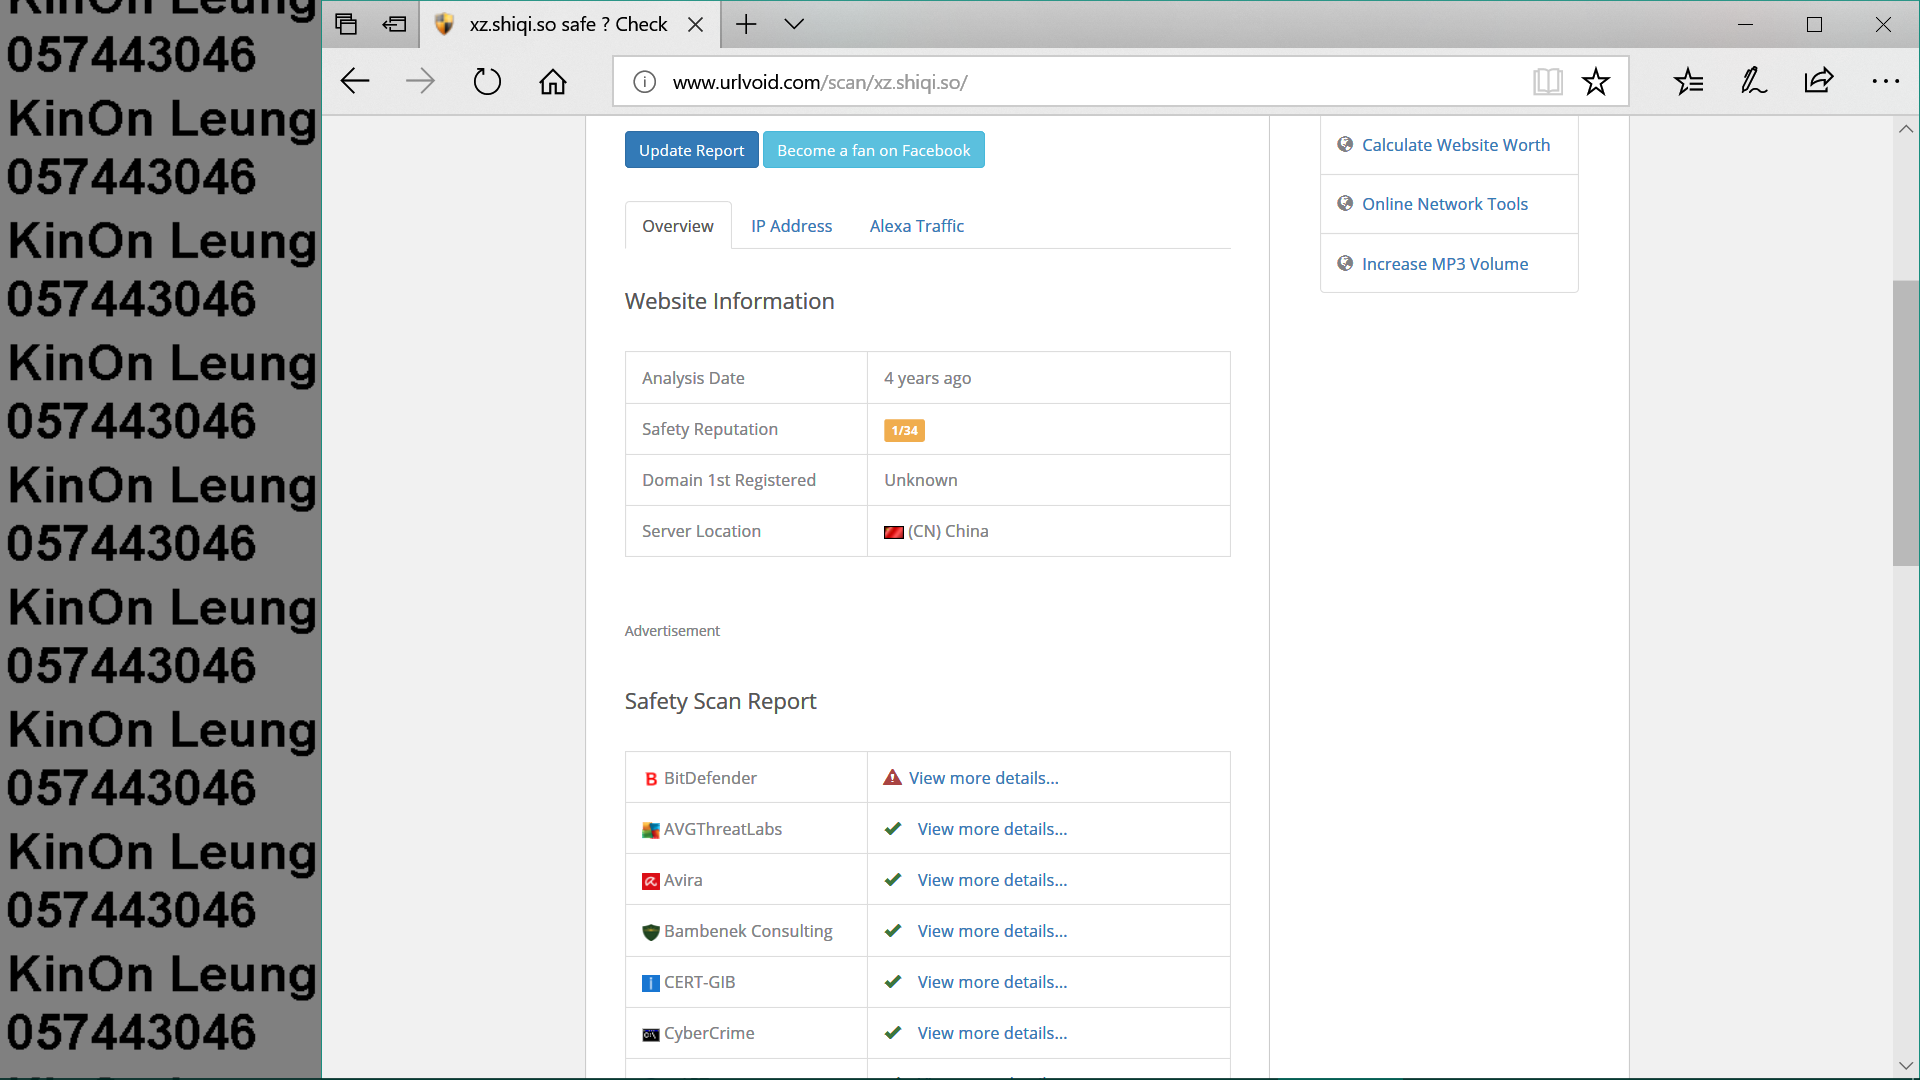 KinOn Leung
057443046
KinOn Leung
057443046
KinOn Leung
057443046
KinOn Leung
057443046
KinOn Leung
057443046
KinOn Leung
057443046
KinOn Leung
057443046
KinOn Leung
057443046
KinOn Leung
057443046
xz.shiqi.so safe ? Check
www.urlvoid.com/scan/xz.shiqi.so/
Update Report
Become a fan on Facebook
Overview
IP Address
Alexa Traffic
Website Information
Analysis Date
4 years ago
Safety Reputation
1/34
Domain 1st Registered
Unknown
Server Location
(CN) China
Advertisement
Safety Scan Report
BitDefender
View more details...
AVGThreatLabs
View more details...
Avira
View more details...
Bambenek Consulting
View more details...
CERT-GIB
View more details...
CyberCrime
View more details...
Calculate Website Worth
Online Network Tools
Increase MP3 Volume